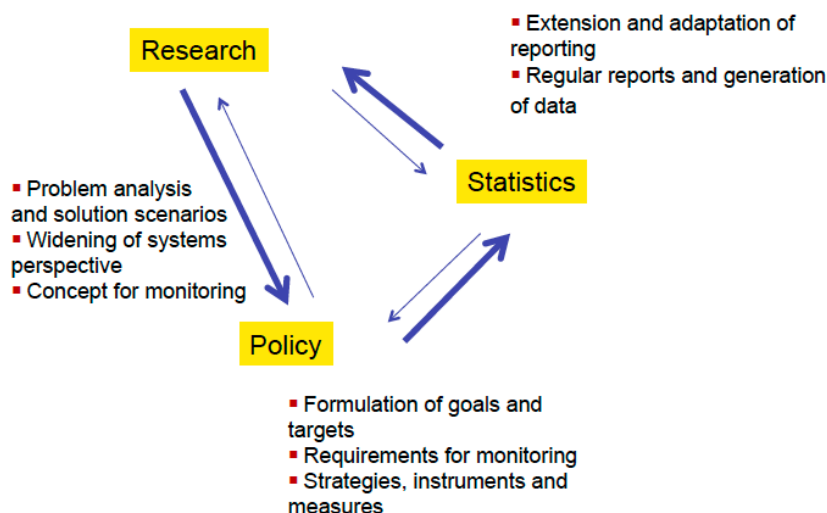 Research
▪ Extension and adaptation of
reporting
▪ Regular reports and generation
of data
Statistics
▪ Problem analysis
and solution scenarios
▪ Widening of systems
perspective
▪ Concept for monitoring
Policy
▪ Formulation of goals and
targets
▪ Requirements for monitoring
▪ Strategies, instruments and
measures